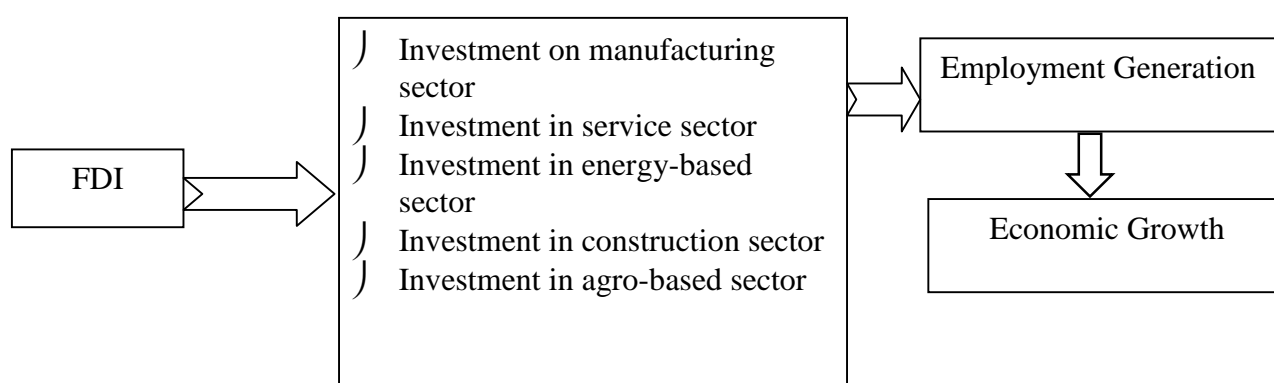 FDI
Investment on manufacturing
sector
Investment in service sector
Investment in energy-based
sector
Investment in construction sector
Investment in agro-based sector
Employment Generation
Economic Growth